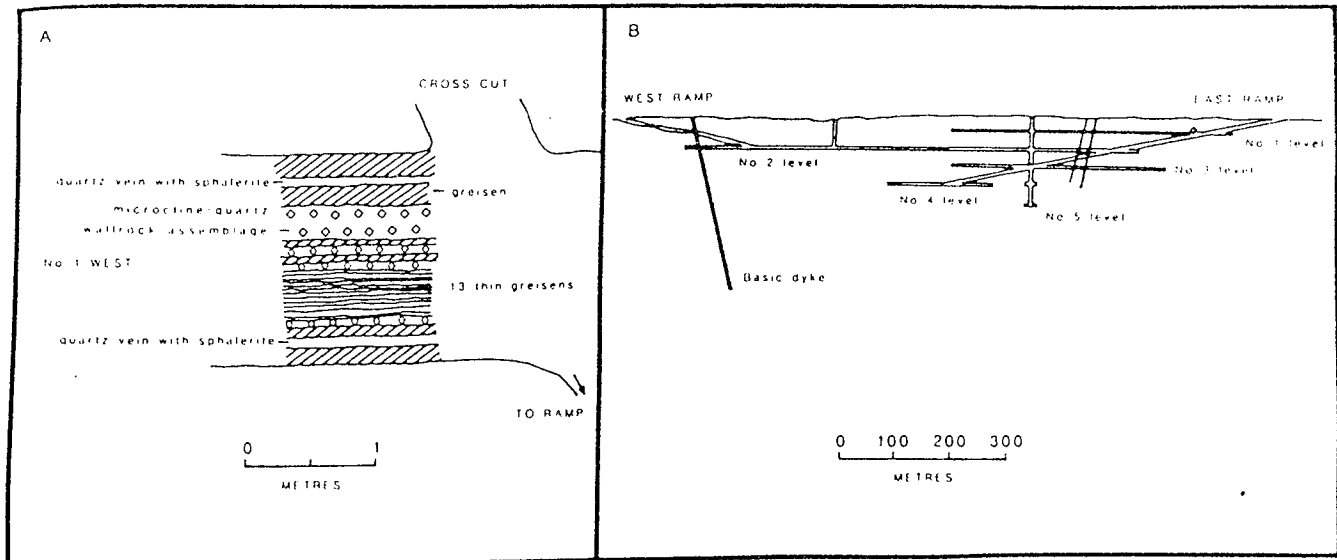 A
CROSS CUT
quartz vein with sphalerite
greisen
microcline-quartz
wallrock assemblage
No 1 WEST
13 thin greisens
quartz vein with sphalerite
TO RAMP
0 1
METRES
B
WEST RAMP
EAST RAMP
No 1 level
No 2 level
No 3 level
No 4 level
No 5 level
Basic dyke
0 100 200 300
METRES